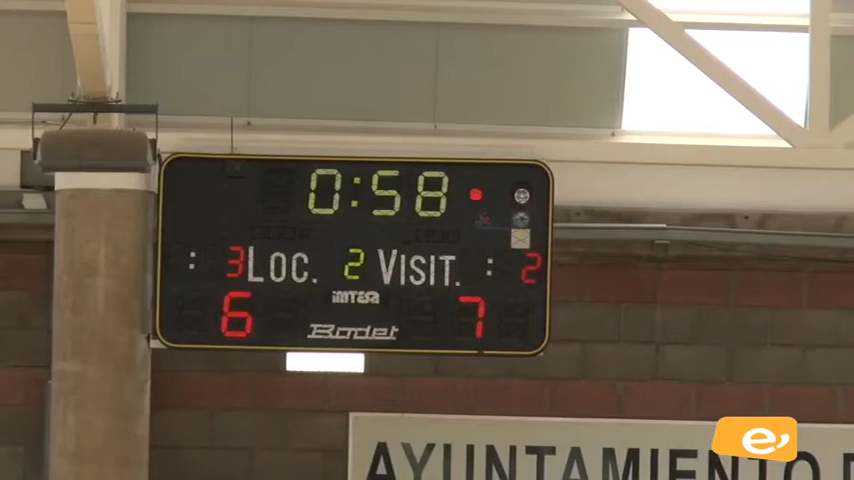 0:58
: 3 LOC. 2 VISIT. : 2
INTER
6 7
Bodet
AYUNTAMIENTO D
e